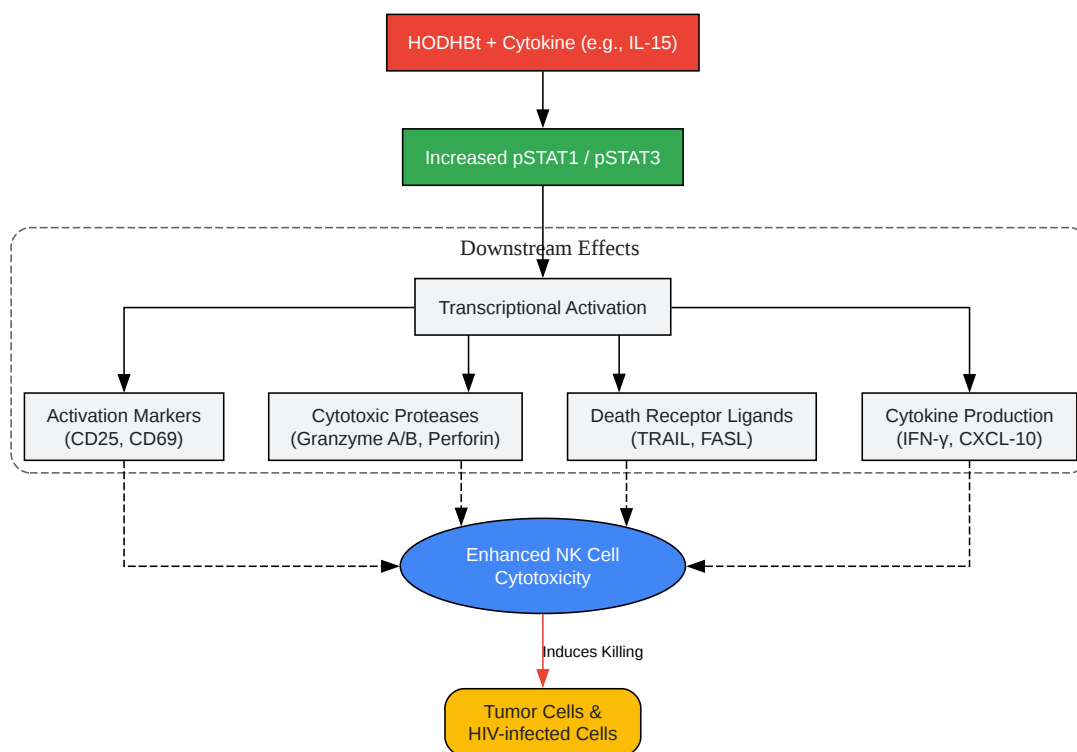 HODHBt + Cytokine (e.g., IL-15)
Increased pSTAT1 / pSTAT3
Downstream Effects
Transcriptional Activation
Activation Markers
(CD25, CD69)
Cytotoxic Proteases
(Granzyme A/B, Perforin)
Death Receptor Ligands
(TRAIL, FASL)
Cytokine Production
(IFN-γ, CXCL-10)
Enhanced NK Cell
Cytotoxicity
Induces Killing
Tumor Cells &
HIV-infected Cells